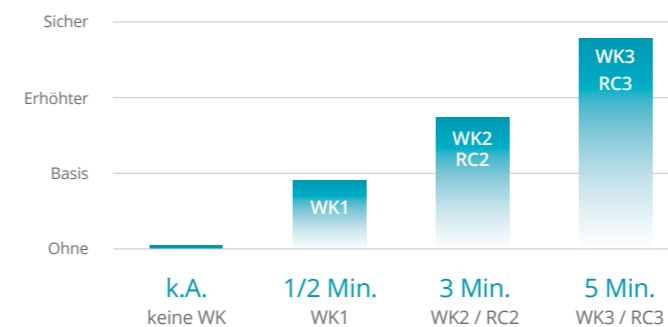 Sicher
Erhöhter
Basis
Ohne
WK1
WK2
RC2
WK3
RC3
k.A.
keine WK
1/2 Min.
WK1
3 Min.
WK2 / RC2
5 Min.
WK3 / RC3